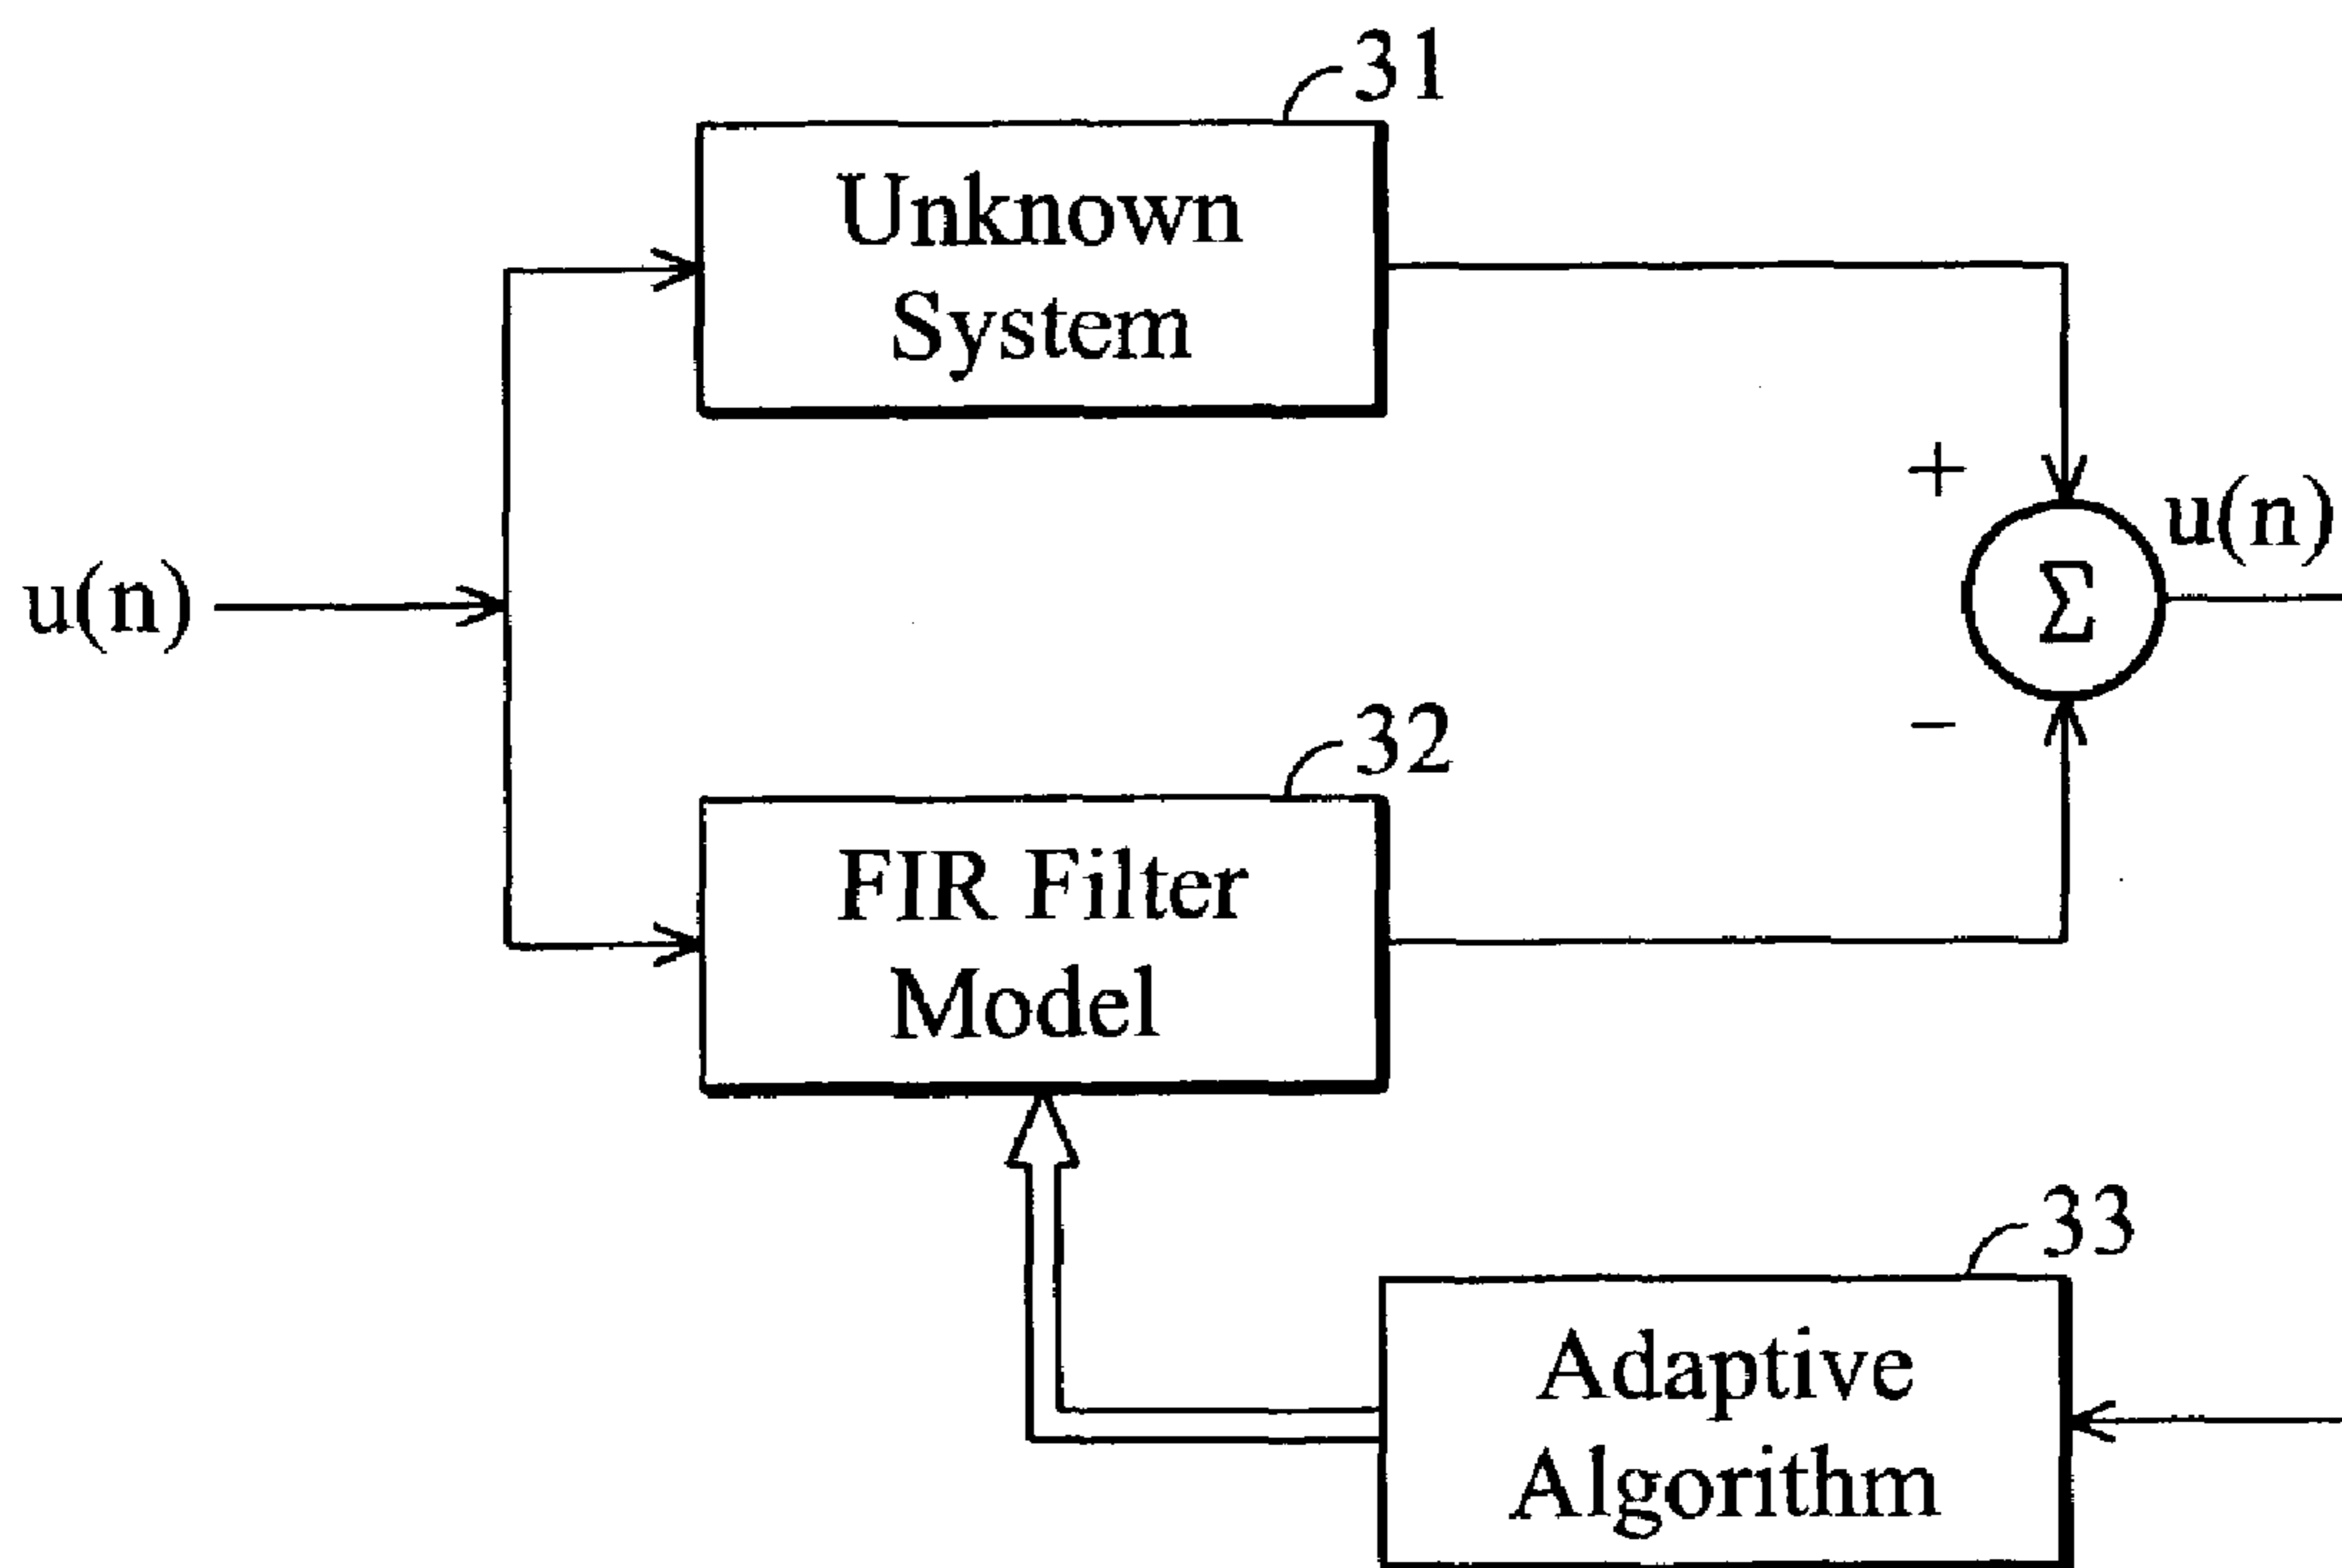 31
Unknown
System
+
u(n)
u(n)
Σ
−
32
FIR Filter
Model
33
Adaptive
Algorithm